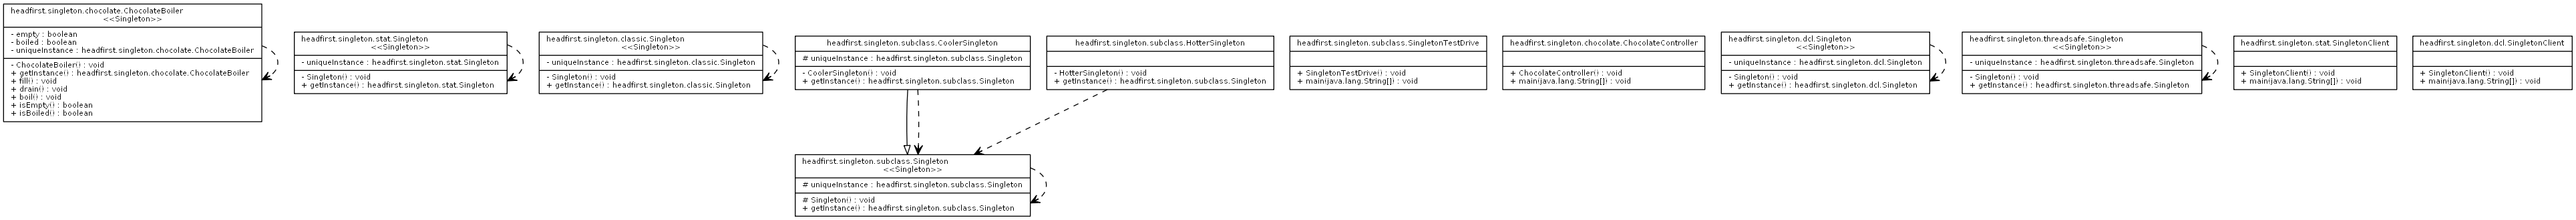 headfirst.singleton.chocolate.ChocolateBoiler
<<Singleton>>
- empty : boolean
- boiled : boolean
- uniqueInstance : headfirst.singleton.chocolate.ChocolateBoiler
- ChocolateBoiler() : void
+ getInstance() : headfirst.singleton.chocolate.ChocolateBoiler
+ fill() : void
+ drain() : void
+ boil() : void
+ isEmpty() : boolean
+ isBoiled() : boolean
headfirst.singleton.stat.Singleton
<<Singleton>>
- uniqueInstance : headfirst.singleton.stat.Singleton
- Singleton() : void
+ getInstance() : headfirst.singleton.stat.Singleton
headfirst.singleton.classic.Singleton
<<Singleton>>
- uniqueInstance : headfirst.singleton.classic.Singleton
- Singleton() : void
+ getInstance() : headfirst.singleton.classic.Singleton
headfirst.singleton.subclass.CoolerSingleton
# uniqueInstance : headfirst.singleton.subclass.Singleton
- CoolerSingleton() : void
+ getInstance() : headfirst.singleton.subclass.Singleton
headfirst.singleton.subclass.HotterSingleton
- HotterSingleton() : void
+ getInstance() : headfirst.singleton.subclass.Singleton
headfirst.singleton.subclass.SingletonTestDrive
+ SingletonTestDrive() : void
+ main(java.lang.String[]) : void
headfirst.singleton.chocolate.ChocolateController
+ ChocolateController() : void
+ main(java.lang.String[]) : void
headfirst.singleton.dcl.Singleton
<<Singleton>>
- uniqueInstance : headfirst.singleton.dcl.Singleton
- Singleton() : void
+ getInstance() : headfirst.singleton.dcl.Singleton
headfirst.singleton.threadsafe.Singleton
<<Singleton>>
- uniqueInstance : headfirst.singleton.threadsafe.Singleton
- Singleton() : void
+ getInstance() : headfirst.singleton.threadsafe.Singleton
headfirst.singleton.stat.SingletonClient
+ SingletonClient() : void
+ main(java.lang.String[]) : void
headfirst.singleton.dcl.SingletonClient
+ SingletonClient() : void
+ main(java.lang.String[]) : void
headfirst.singleton.subclass.Singleton
<<Singleton>>
# uniqueInstance : headfirst.singleton.subclass.Singleton
# Singleton() : void
+ getInstance() : headfirst.singleton.subclass.Singleton